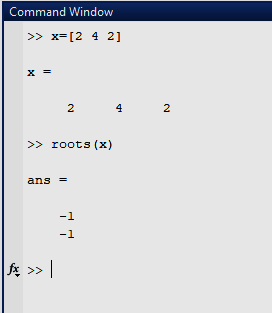 Command Window
>> x=[2 4 2]
x =
2 4 2
>> roots(x)
ans =
-1
-1
fx >>